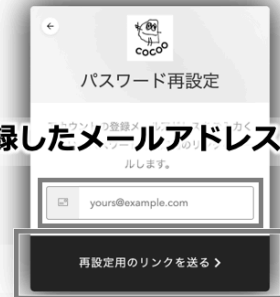 COCOO
パスワード再設定
録したメールアドレス
ルします。
yours@example.com
再設定用のリンクを送る